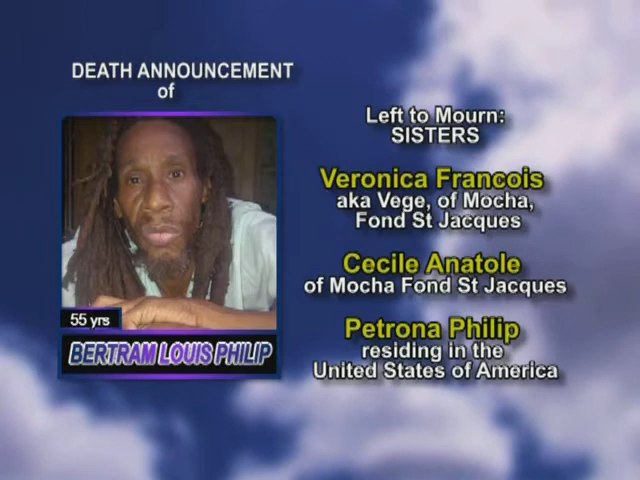 DEATH ANNOUNCEMENT
of
55 yrs
BERTRAM LOUIS PHILIP
Left to Mourn:
SISTERS
Veronica Francois
aka Vege, of Mocha,
Fond St Jacques
Cecile Anatole
of Mocha Fond St Jacques
Petrona Philip
residing in the
United States of America